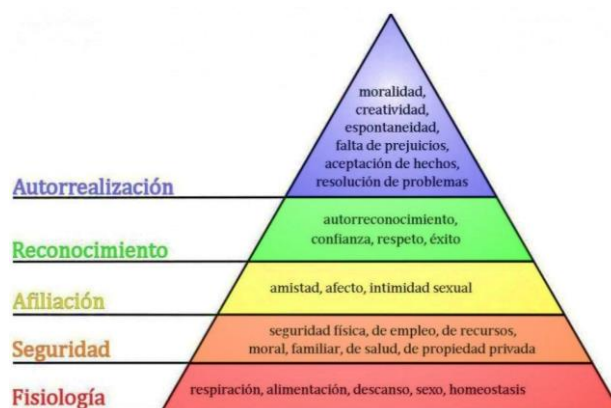 moralidad,
creatividad,
espontaneidad,
falta de prejuicios,
aceptación de hechos,
resolución de problemas
Autorrealización
autorreconocimiento,
confianza, respeto, éxito
Reconocimiento
amistad, afecto, intimidad sexual
Afiliación
seguridad física, de empleo, de recursos,
moral, familiar, de salud, de propiedad privada
Seguridad
respiración, alimentación, descanso, sexo, homeostasis
Fisiología